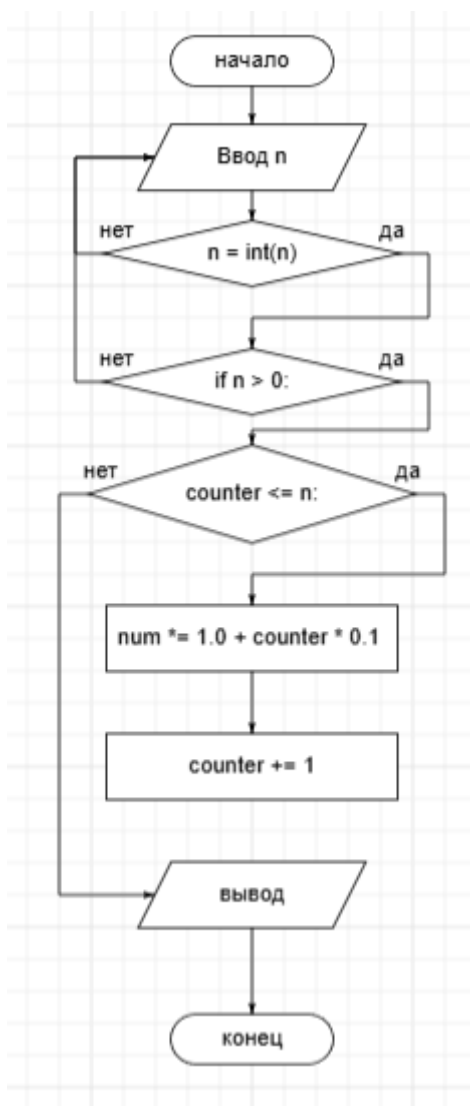 начало
Ввод n
нет
да
n = int(n)
нет
да
if n > 0:
нет
да
counter <= n:
num *= 1.0 + counter * 0.1
counter += 1
вывод
конец